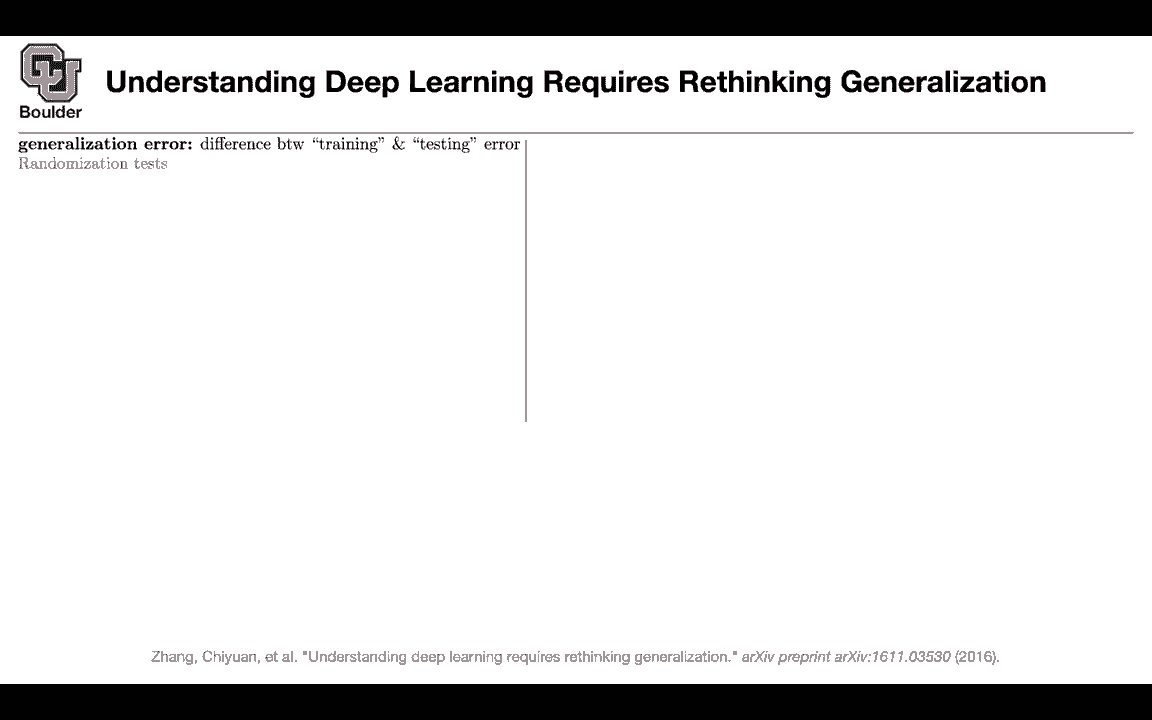 CU
Boulder
Understanding Deep Learning Requires Rethinking Generalization
generalization error: difference btw “training” & “testing” error
Randomization tests
Zhang, Chiyuan, et al. "Understanding deep learning requires rethinking generalization." arXiv preprint arXiv:1611.03530 (2016).